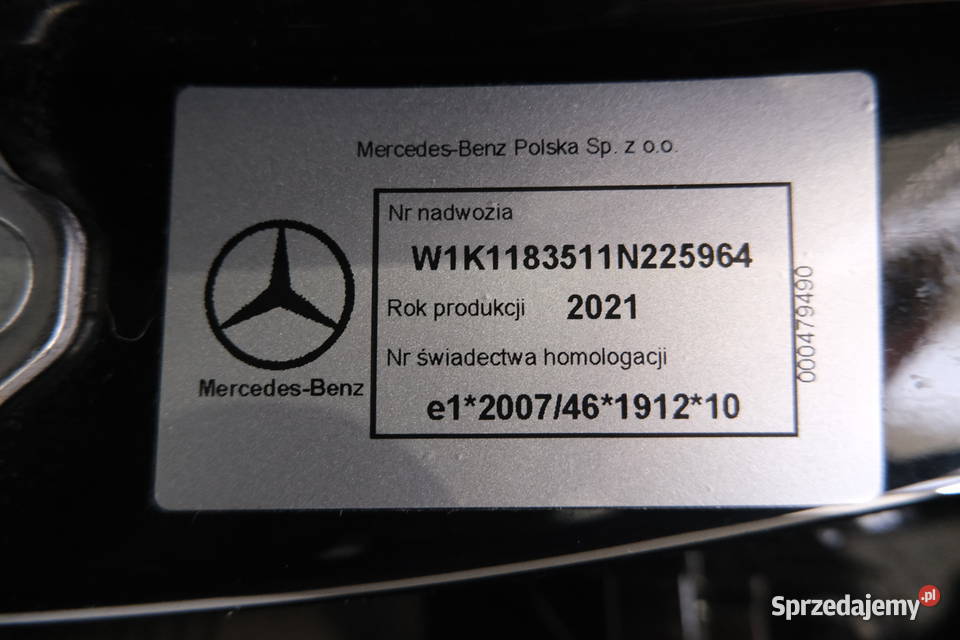 Mercedes-Benz Polska Sp. z o.o.
Nr nadwozia
W1K1183511N225964
Rok produkcji 2021
Nr świadectwa homologacji
e1*2007/46*1912*10
Mercedes-Benz
000479490
Sprzedajemy.pl